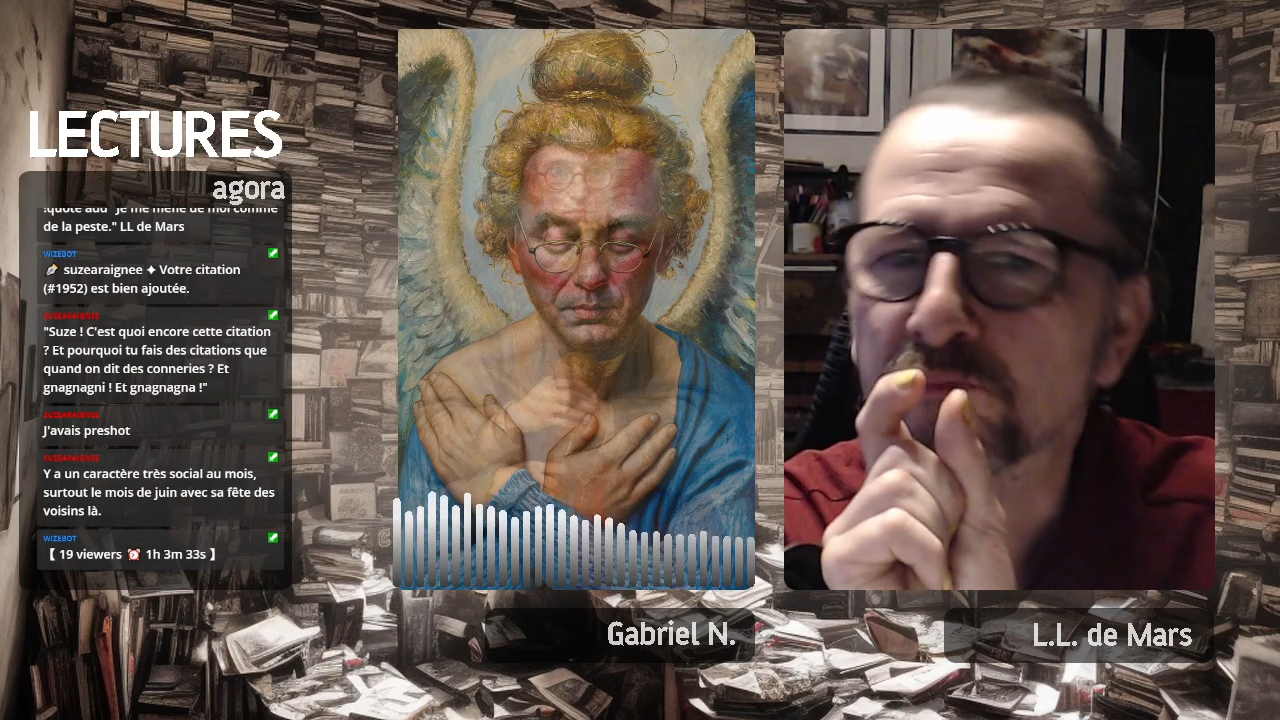 LECTURES
agora
!quote add "je me méfie de moi comme
de la peste." LL de Mars
WIZEBOT
suzearaignee ✦ Votre citation
(#1952) est bien ajoutée.
SUZEARAIGNEE
"Suze ! C'est quoi encore cette citation
? Et pourquoi tu fais des citations que
quand on dit des conneries ? Et
gnagnagni ! Et gnagnagna !"
SUZEARAIGNEE
J'avais preshot
SUZEARAIGNEE
Y a un caractère très social au mois,
surtout le mois de juin avec sa fête des
voisins là.
WIZEBOT
【 19 viewers ⏰ 1h 3m 33s 】
Gabriel N.
L.L. de Mars